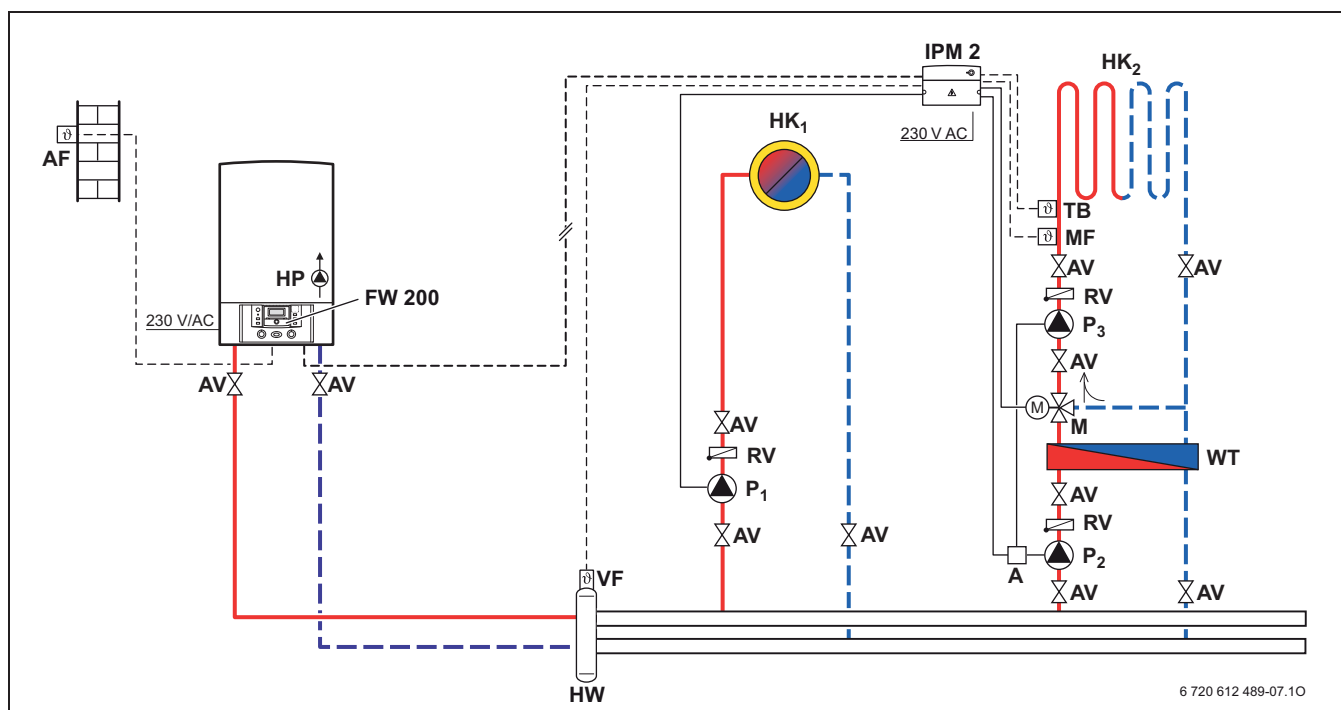 IPM 2
HK2
HK1
230 V AC
ϑ
AF
ϑ TB
ϑ MF
HP
AV
AV
FW 200
RV
230 V/AC
P3
AV
AV
AV
M
M
AV
RV
WT
P1
AV
RV
AV
AV
P2
A
ϑ VF
AV
AV
HW
6 720 612 489-07.1O